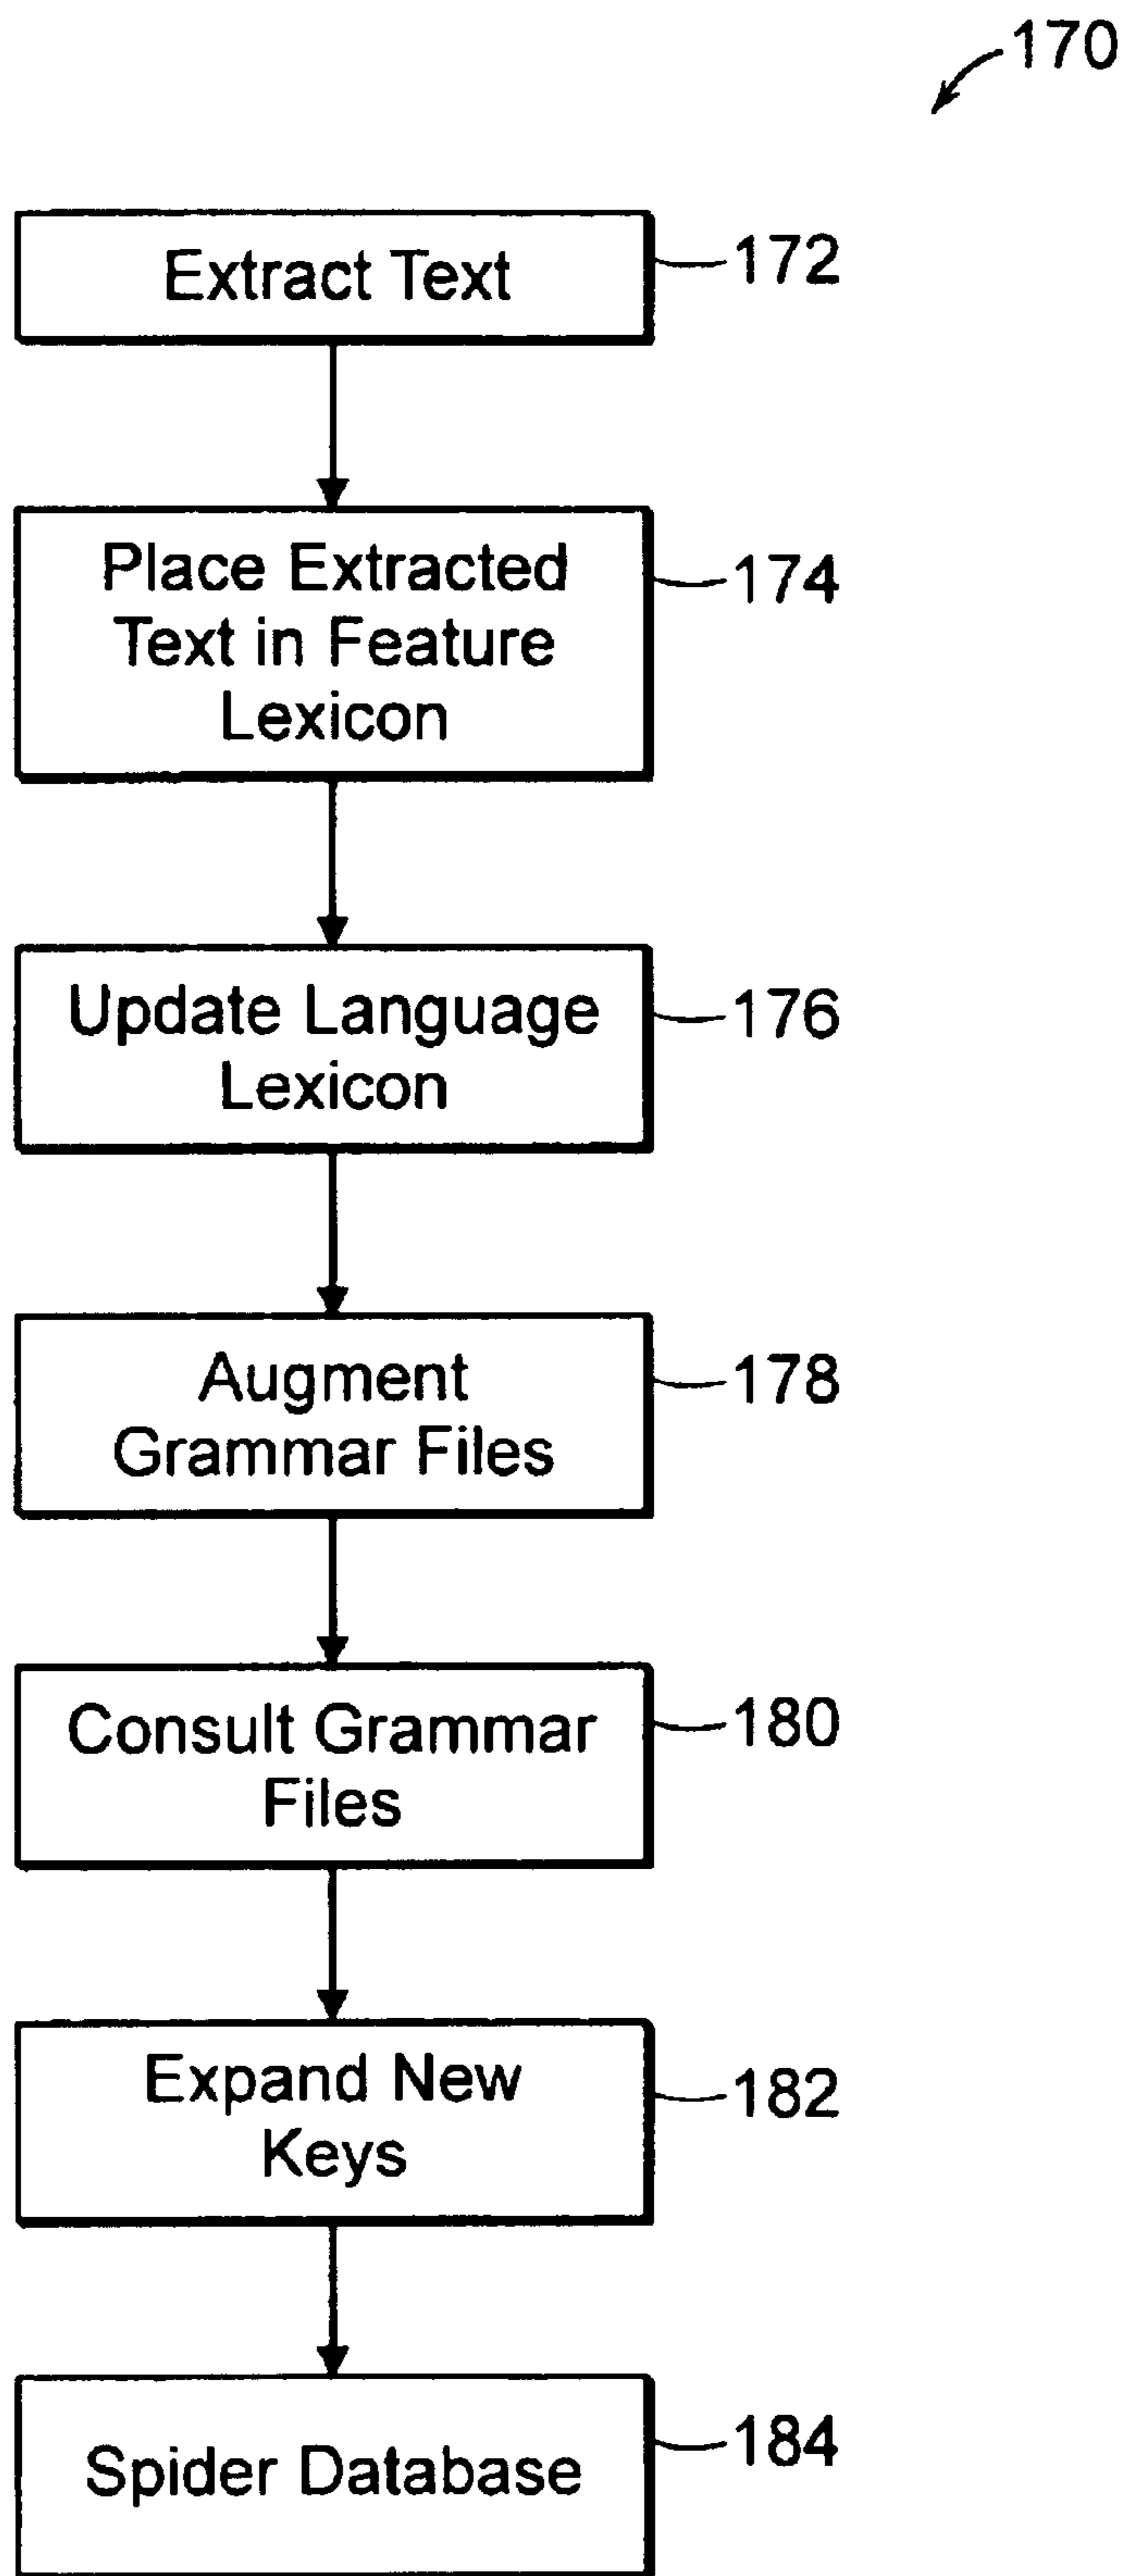 170
Extract Text
172
Place Extracted
Text in Feature
Lexicon
174
Update Language
Lexicon
176
Augment
Grammar Files
178
Consult Grammar
Files
180
Expand New
Keys
182
Spider Database
184